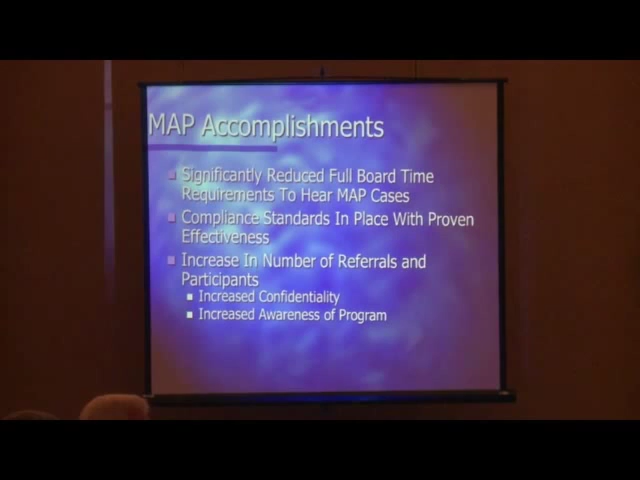 MAP Accomplishments
Significantly Reduced Full Board Time
Requirements To Hear MAP Cases
Compliance Standards In Place With Proven
Effectiveness
Increase In Number of Referrals and
Participants
Increased Confidentiality
Increased Awareness of Program